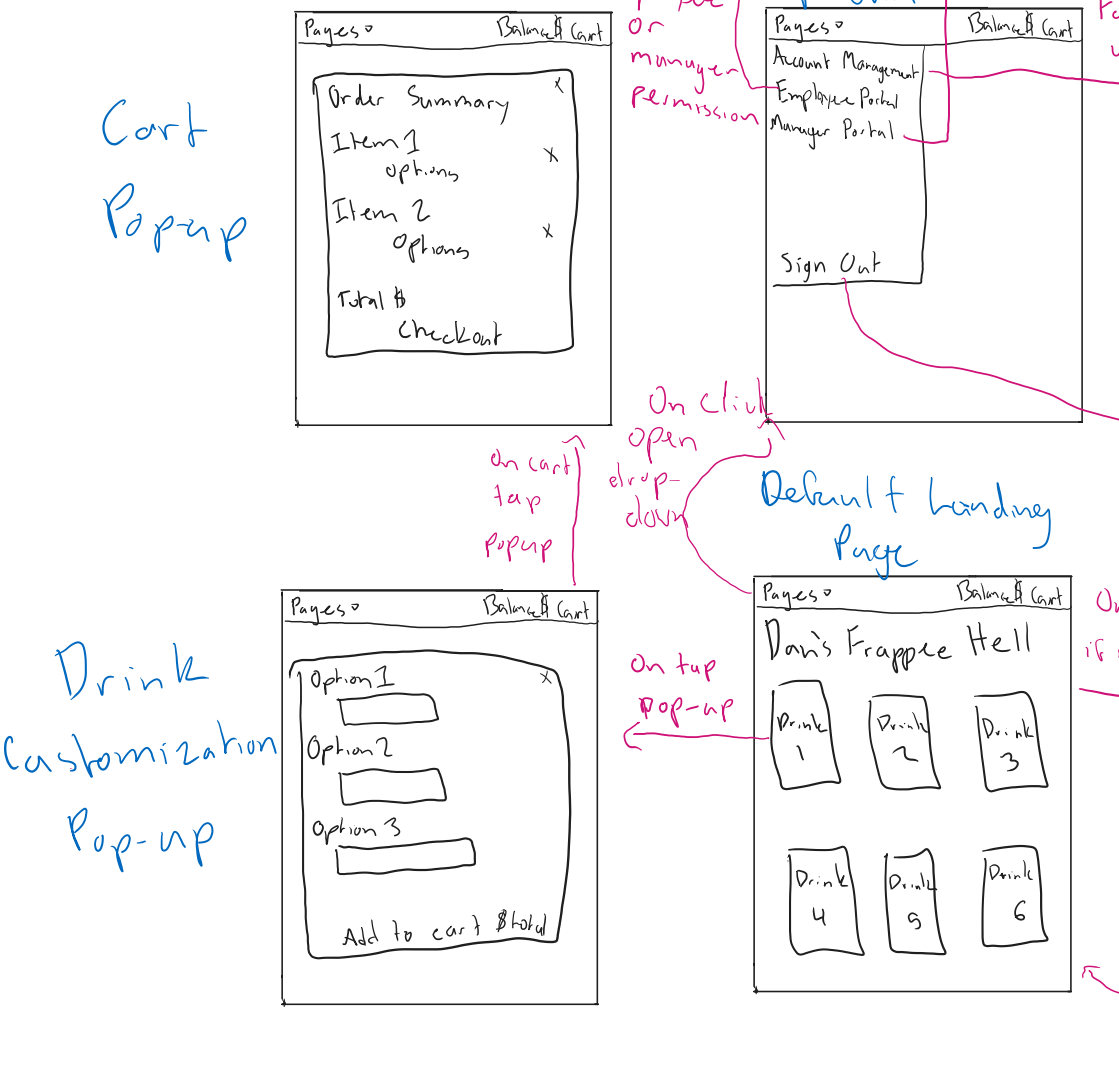 Cart
Pop-up
Pages
Balance $ Cart
Order Summary X
Item 1 X
options
Item 2 X
Options
Total $
Checkout
or
manager
permission
Pages
Balance $ Cart
Account Management
Employee Portal
Manager Portal
Sign Out
On click
open
drop-
down
on cart
tap
popup
Default Landing
Page
Drink
Customization
Pop-up
Pages
Balance $ Cart
Option 1 X
Option 2
Option 3
Add to cart $total
On tap
pop-up
Pages
Balance $ Cart
Dan's Frappee Hell
Drink
1
Drink
2
Drink
3
Drink
4
Drink
5
Drink
6